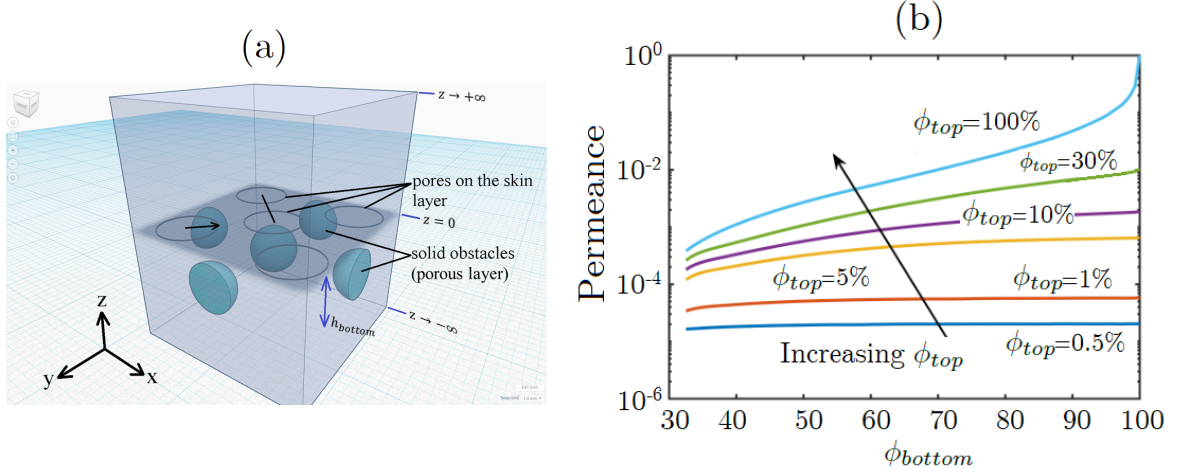 (a)
z → +∞
pores on the skin
layer
z = 0
solid obstacles
(porous layer)
h_bottom
z → −∞
z
y
x
(b)
Permeance
10^0
10^-2
10^-4
10^-6
ϕ_top=100%
ϕ_top=30%
ϕ_top=10%
ϕ_top=5%
ϕ_top=1%
ϕ_top=0.5%
Increasing ϕ_top
30 40 50 60 70 80 90 100
ϕ_bottom